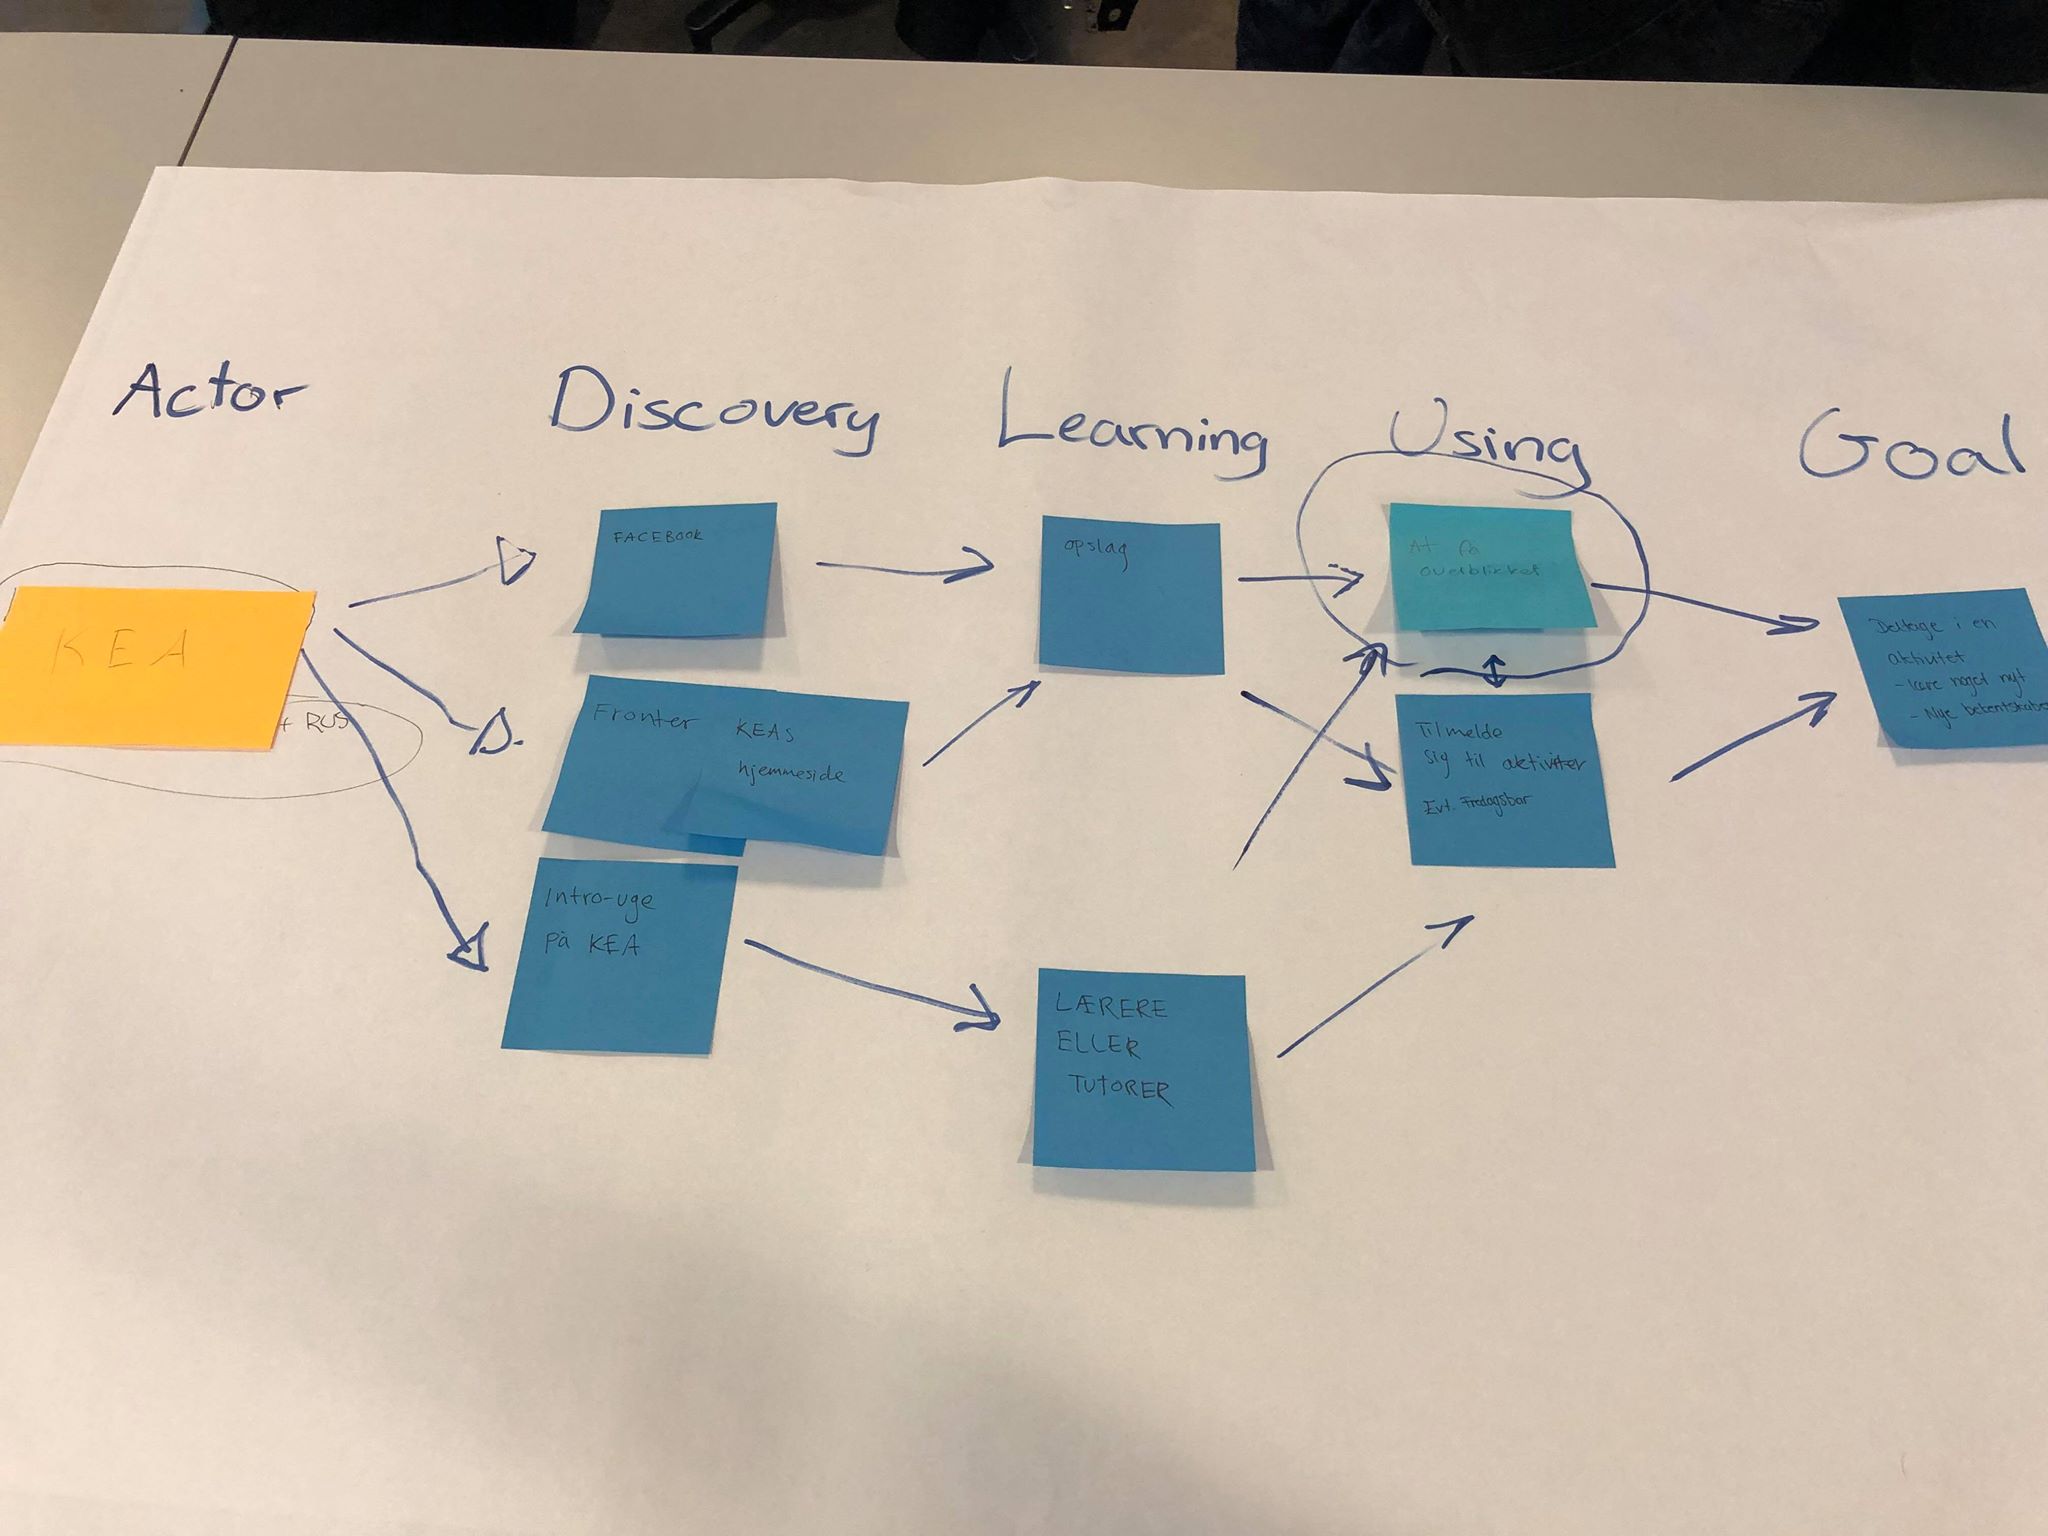 Actor
Discovery
Learning
Using
Goal
KEA
+ RUS
FACEBOOK
Fronter
KEAs
hjemmeside
Intro-uge
på KEA
opslag
LÆRERE
ELLER
TUTORER
At få
overblikket
Tilmelde
sig til aktiviteter
Evt. Fredagsbar
Deltage i en
aktivitet
- lære noget nyt
- Nye bekentskabe